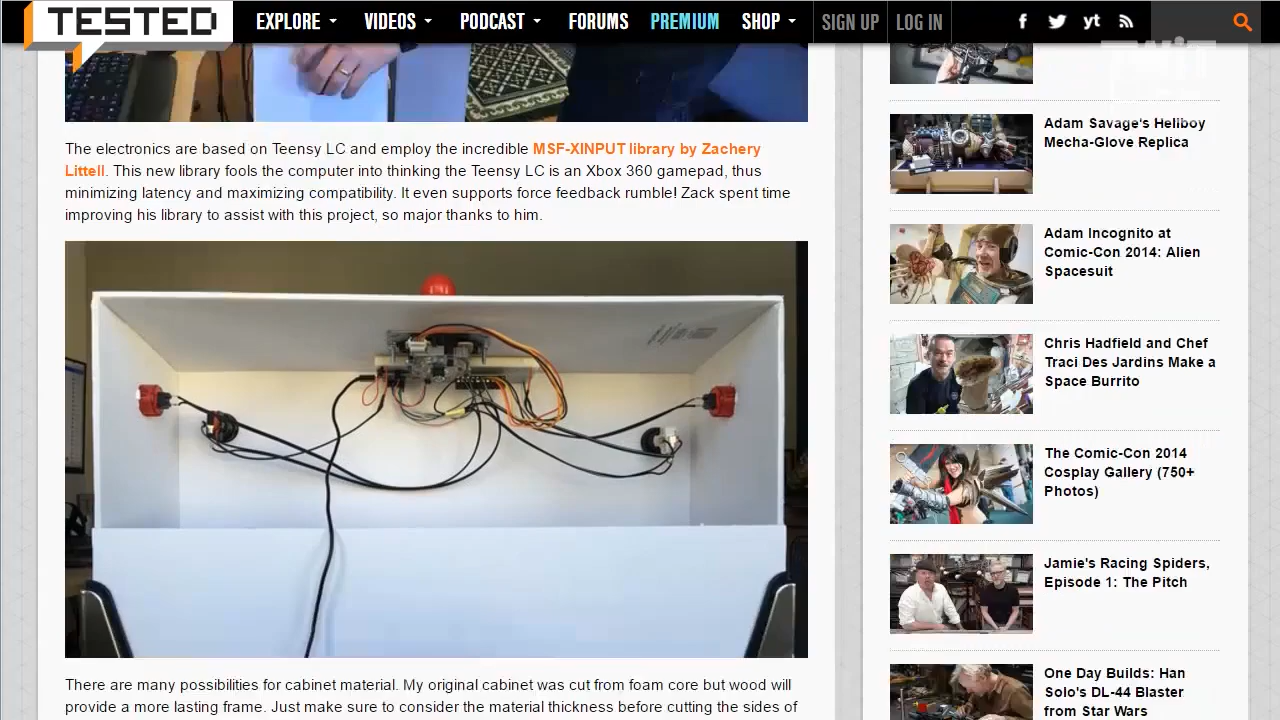 TESTED
EXPLORE
VIDEOS
PODCAST
FORUMS
PREMIUM
SHOP
SIGN UP
LOG IN
f
yt
The electronics are based on Teensy LC and employ the incredible MSF-XINPUT library by Zachery
Littell. This new library fools the computer into thinking the Teensy LC is an Xbox 360 gamepad, thus
minimizing latency and maximizing compatibility. It even supports force feedback rumble! Zack spent time
improving his library to assist with this project, so major thanks to him.
There are many possibilities for cabinet material. My original cabinet was cut from foam core but wood will
provide a more lasting frame. Just make sure to consider the material thickness before cutting the sides of
TWiT
Adam Savage's Hellboy
Mecha-Glove Replica
Adam Incognito at
Comic-Con 2014: Alien
Spacesuit
Chris Hadfield and Chef
Traci Des Jardins Make a
Space Burrito
The Comic-Con 2014
Cosplay Gallery (750+
Photos)
Jamie's Racing Spiders,
Episode 1: The Pitch
One Day Builds: Han
Solo's DL-44 Blaster
from Star Wars